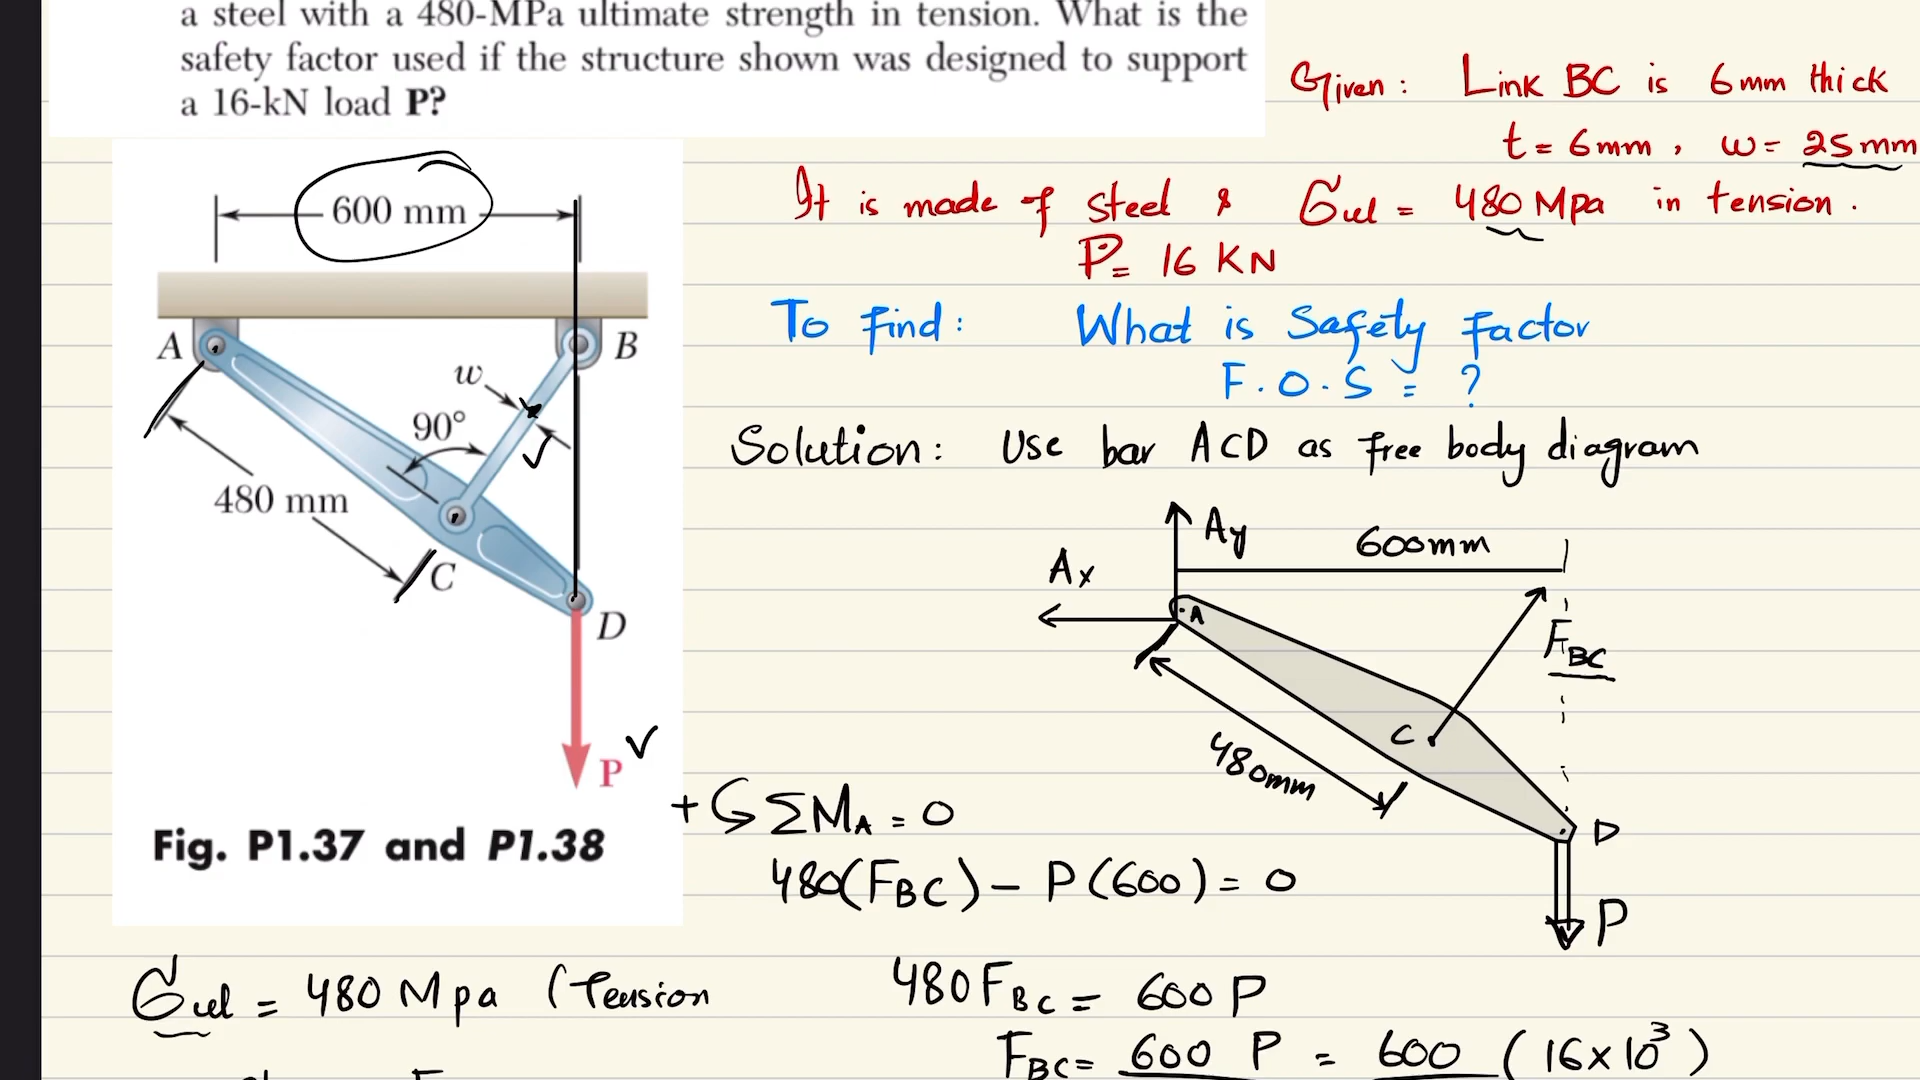 a steel with a 480-MPa ultimate strength in tension. What is the
safety factor used if the structure shown was designed to support
a 16-kN load P?
Given : Link BC is 6mm thick
t = 6mm , w = 25mm
It is made of steel & σul = 480 Mpa in tension .
P = 16 KN
To find : What is Safety factor
F.O.S = ?
Solution : Use bar ACD as free body diagram
600 mm
A
B
w
90°
480 mm
C
D
P
Fig. P1.37 and P1.38
Ay
600mm
Ax
A
FBC
C
480mm
D
P
+ ΣMA = 0
480(FBC) – P(600) = 0
σul = 480 Mpa (Tension
480FBC = 600 P
FBC = 600 P = 600 (16x10³)